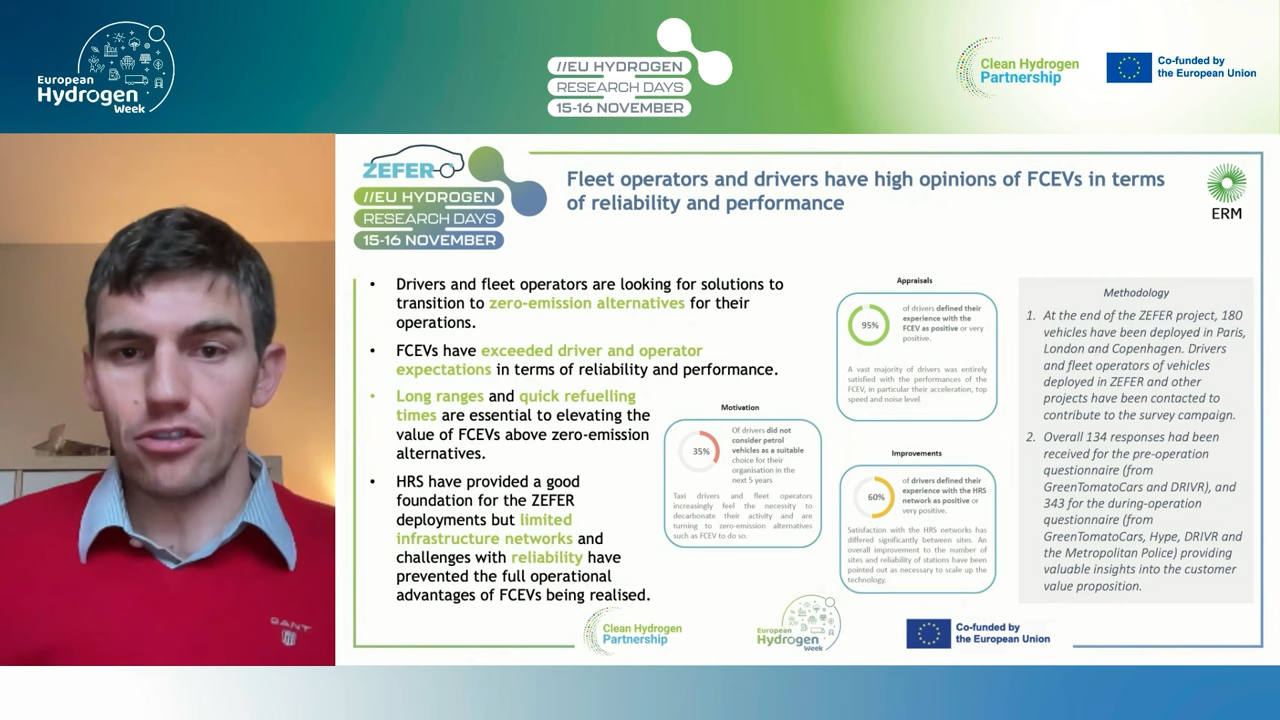 European
Hydrogen
Week
//EU HYDROGEN
RESEARCH DAYS
15-16 NOVEMBER
Clean Hydrogen
Partnership
Co-funded by
the European Union
ZEFER
//EU HYDROGEN
RESEARCH DAYS
15-16 NOVEMBER
Fleet operators and drivers have high opinions of FCEVs in terms
of reliability and performance
ERM
• Drivers and fleet operators are looking for solutions to
transition to zero-emission alternatives for their
operations.
• FCEVs have exceeded driver and operator
expectations in terms of reliability and performance.
• Long ranges and quick refuelling
times are essential to elevating the
value of FCEVs above zero-emission
alternatives.
• HRS have provided a good
foundation for the ZEFER
deployments but limited
infrastructure networks and
challenges with reliability have
prevented the full operational
advantages of FCEVs being realised.
Motivation
35%
Of drivers did not
consider petrol
vehicles as a suitable
choice for their
organisation in the
next 5 years
Taxi drivers and fleet operators
increasingly feel the necessity to
decarbonate their activity and are
turning to zero-emission alternatives
such as FCEV to do so.
Appraisals
95%
of drivers defined their
experience with the
FCEV as positive or very
positive.
A vast majority of drivers was entirely
satisfied with the performances of the
FCEV, in particular their acceleration, top
speed and noise level.
Improvements
60%
of drivers defined their
experience with the HRS
network as positive or
very positive.
Satisfaction with the HRS networks has
differed significantly between sites. An
overall improvement to the number of
sites and reliability of stations have been
pointed out as necessary to scale up the
technology.
Methodology
1. At the end of the ZEFER project, 180
vehicles have been deployed in Paris,
London and Copenhagen. Drivers
and fleet operators of vehicles
deployed in ZEFER and other
projects have been contacted to
contribute to the survey campaign.
2. Overall 134 responses had been
received for the pre-operation
questionnaire (from
GreenTomatoCars and DRIVR), and
343 for the during-operation
questionnaire (from
GreenTomatoCars, Hype, DRIVR and
the Metropolitan Police) providing
valuable insights into the customer
value proposition.
GANT
Clean Hydrogen
Partnership
European
Hydrogen
Week
Co-funded by
the European Union